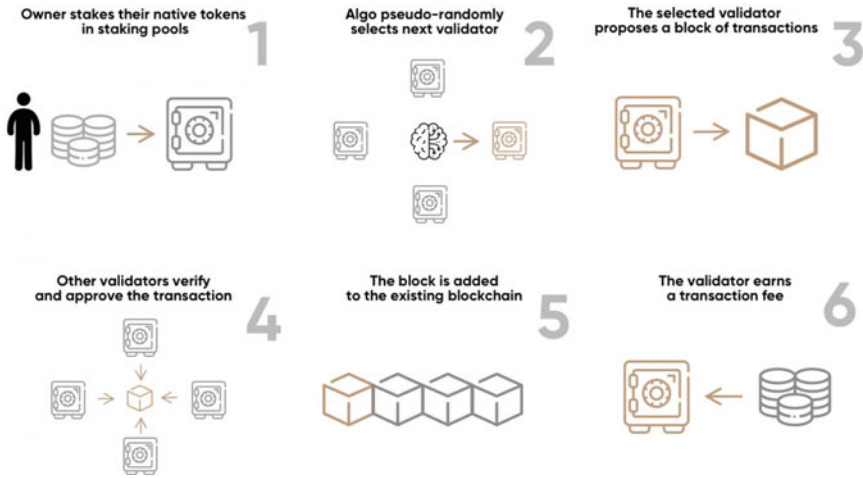 Owner stakes their native tokens
in staking pools
1
Algo pseudo-randomly
selects next validator
2
The selected validator
proposes a block of transactions
3
Other validators verify
and approve the transaction
4
The block is added
to the existing blockchain
5
The validator earns
a transaction fee
6